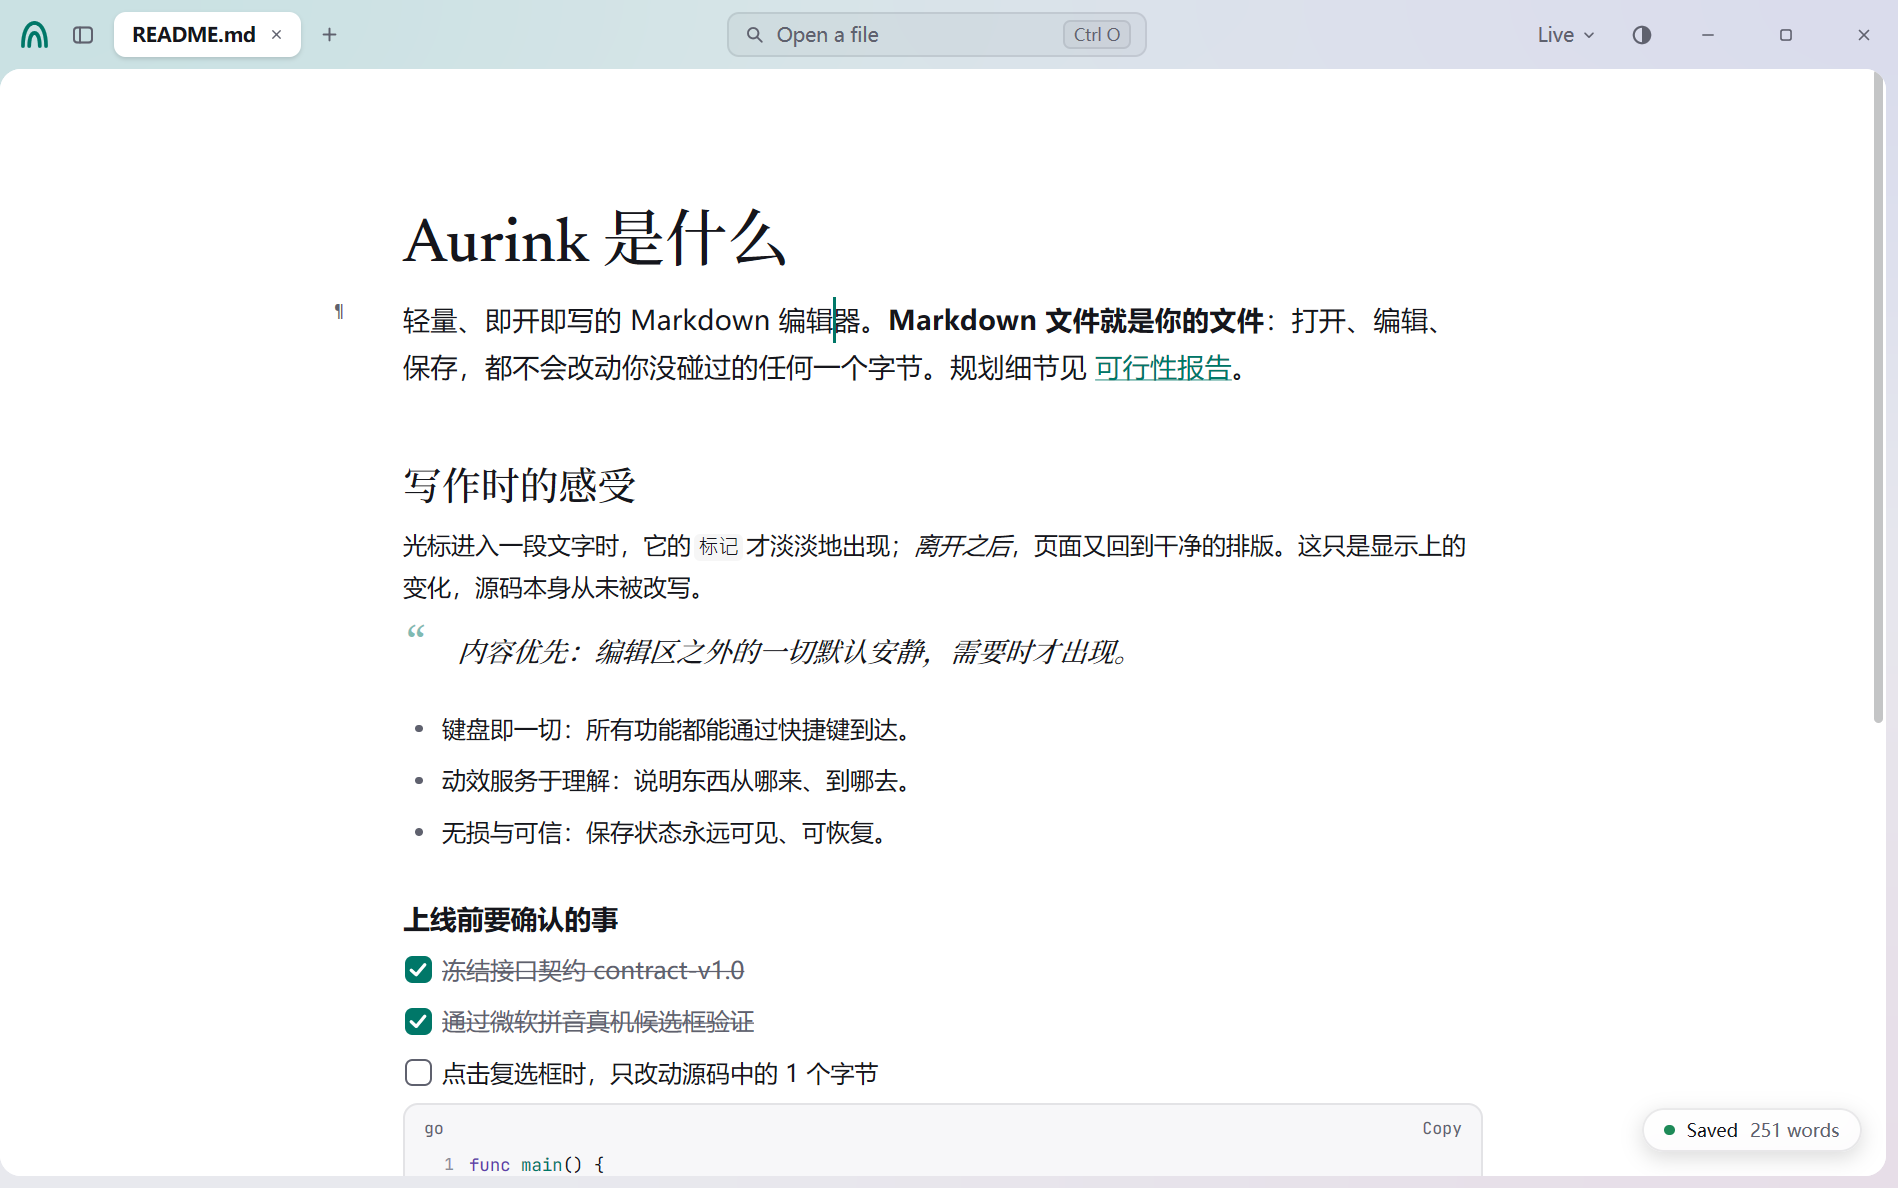 README.md × +
Open a file Ctrl O
Live
Aurink 是什么
¶
轻量、即开即写的 Markdown 编辑器。Markdown 文件就是你的文件：打开、编辑、
保存，都不会改动你没碰过的任何一个字节。规划细节见 可行性报告。
写作时的感受
光标进入一段文字时，它的 标记 才淡淡地出现；离开之后，页面又回到干净的排版。这只是显示上的
变化，源码本身从未被改写。
“
内容优先：编辑区之外的一切默认安静，需要时才出现。
• 键盘即一切：所有功能都能通过快捷键到达。
• 动效服务于理解：说明东西从哪来、到哪去。
• 无损与可信：保存状态永远可见、可恢复。
上线前要确认的事
冻结接口契约 contract-v1.0
通过微软拼音真机候选框验证
点击复选框时，只改动源码中的 1 个字节
go Copy
1 func main() {
Saved 251 words